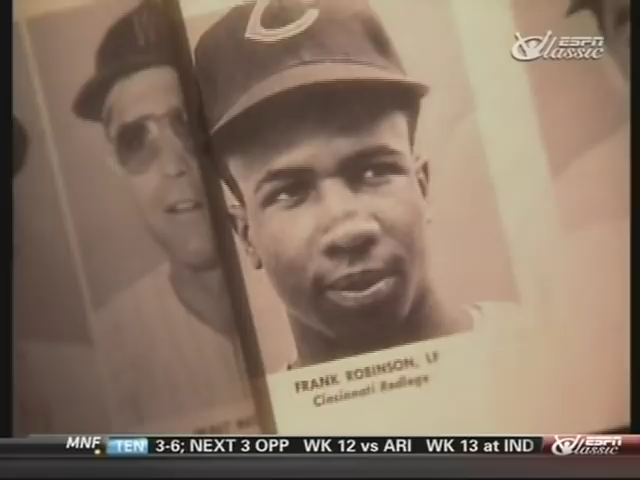 ESPN
Classic
FRANK ROBINSON, LF
Cincinnati Redlegs
MNF TEN 3-6; NEXT 3 OPP WK 12 vs ARI WK 13 at IND ESPN Classic